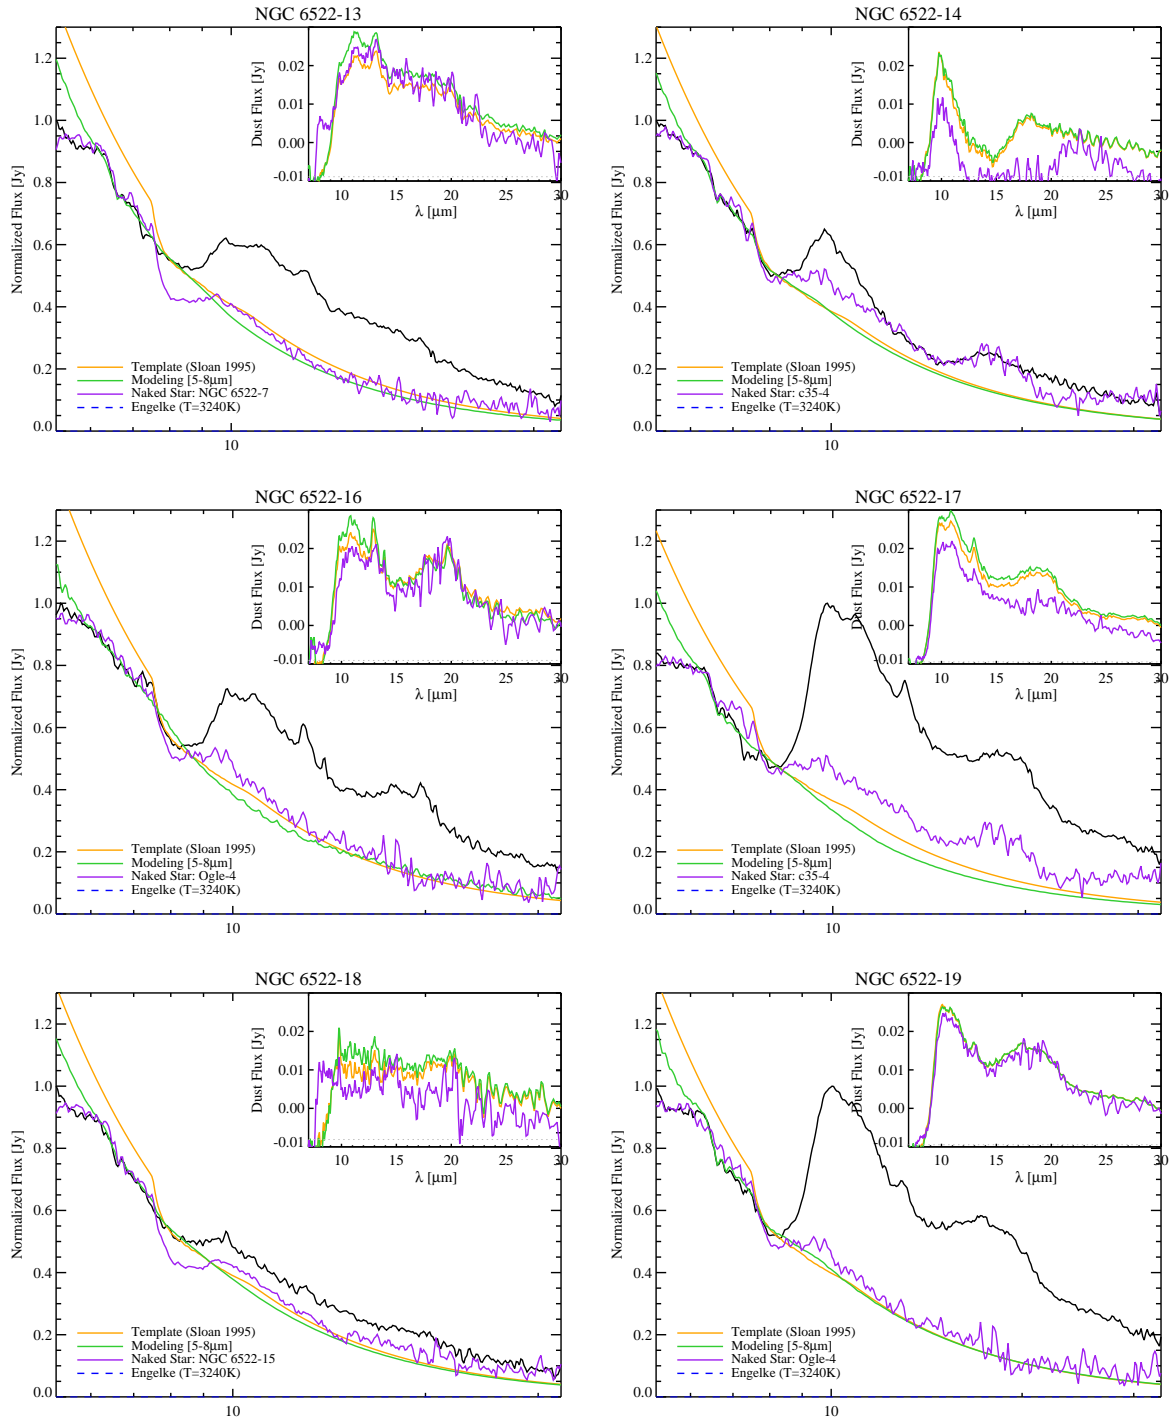 NGC 6522-13
Normalized Flux [Jy]
1.2
1.0
0.8
0.6
0.4
0.2
0.0
10
Dust Flux [Jy]
0.02
0.01
0.00
-0.01
10 15 20 25 30
λ [μm]
Template (Sloan 1995)
Modeling [5-8μm]
Naked Star: NGC 6522-7
Engelke (T=3240K)
NGC 6522-14
Normalized Flux [Jy]
1.2
1.0
0.8
0.6
0.4
0.2
0.0
10
Dust Flux [Jy]
0.02
0.01
0.00
-0.01
10 15 20 25 30
λ [μm]
Template (Sloan 1995)
Modeling [5-8μm]
Naked Star: c35-4
Engelke (T=3240K)
NGC 6522-16
Normalized Flux [Jy]
1.2
1.0
0.8
0.6
0.4
0.2
0.0
10
Dust Flux [Jy]
0.02
0.01
0.00
-0.01
10 15 20 25 30
λ [μm]
Template (Sloan 1995)
Modeling [5-8μm]
Naked Star: Ogle-4
Engelke (T=3240K)
NGC 6522-17
Normalized Flux [Jy]
1.2
1.0
0.8
0.6
0.4
0.2
0.0
10
Dust Flux [Jy]
0.02
0.01
0.00
-0.01
10 15 20 25 30
λ [μm]
Template (Sloan 1995)
Modeling [5-8μm]
Naked Star: c35-4
Engelke (T=3240K)
NGC 6522-18
Normalized Flux [Jy]
1.2
1.0
0.8
0.6
0.4
0.2
0.0
10
Dust Flux [Jy]
0.02
0.01
0.00
-0.01
10 15 20 25 30
λ [μm]
Template (Sloan 1995)
Modeling [5-8μm]
Naked Star: NGC 6522-15
Engelke (T=3240K)
NGC 6522-19
Normalized Flux [Jy]
1.2
1.0
0.8
0.6
0.4
0.2
0.0
10
Dust Flux [Jy]
0.02
0.01
0.00
-0.01
10 15 20 25 30
λ [μm]
Template (Sloan 1995)
Modeling [5-8μm]
Naked Star: Ogle-4
Engelke (T=3240K)